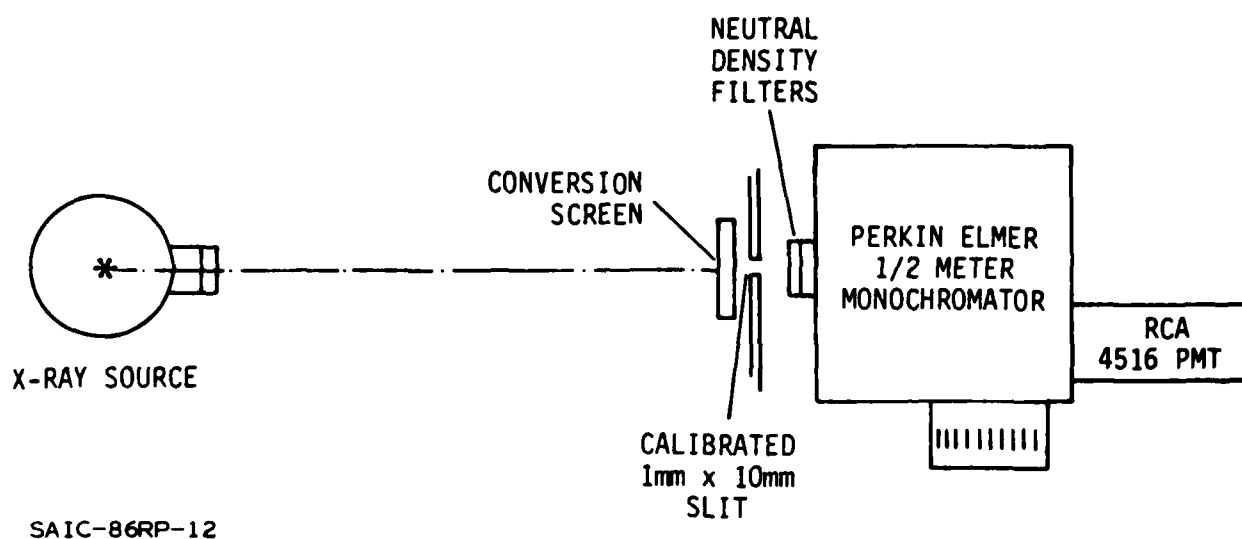 NEUTRAL
DENSITY
FILTERS
CONVERSION
SCREEN
PERKIN ELMER
1/2 METER
MONOCHROMATOR
RCA
4516 PMT
X-RAY SOURCE
CALIBRATED
1mm x 10mm
SLIT
SAIC-86RP-12